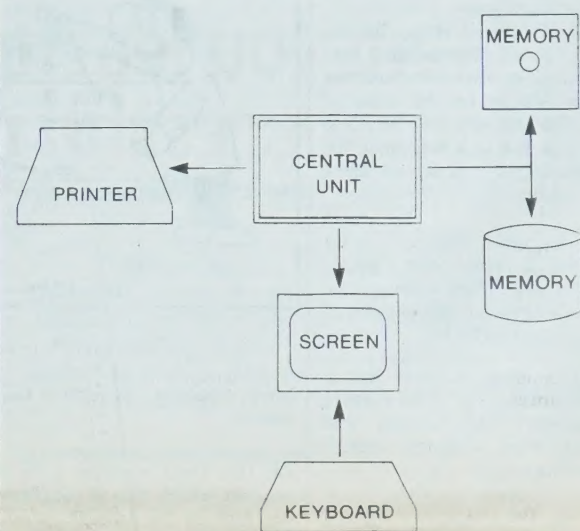 MEMORY
CENTRAL
UNIT
PRINTER
MEMORY
SCREEN
KEYBOARD